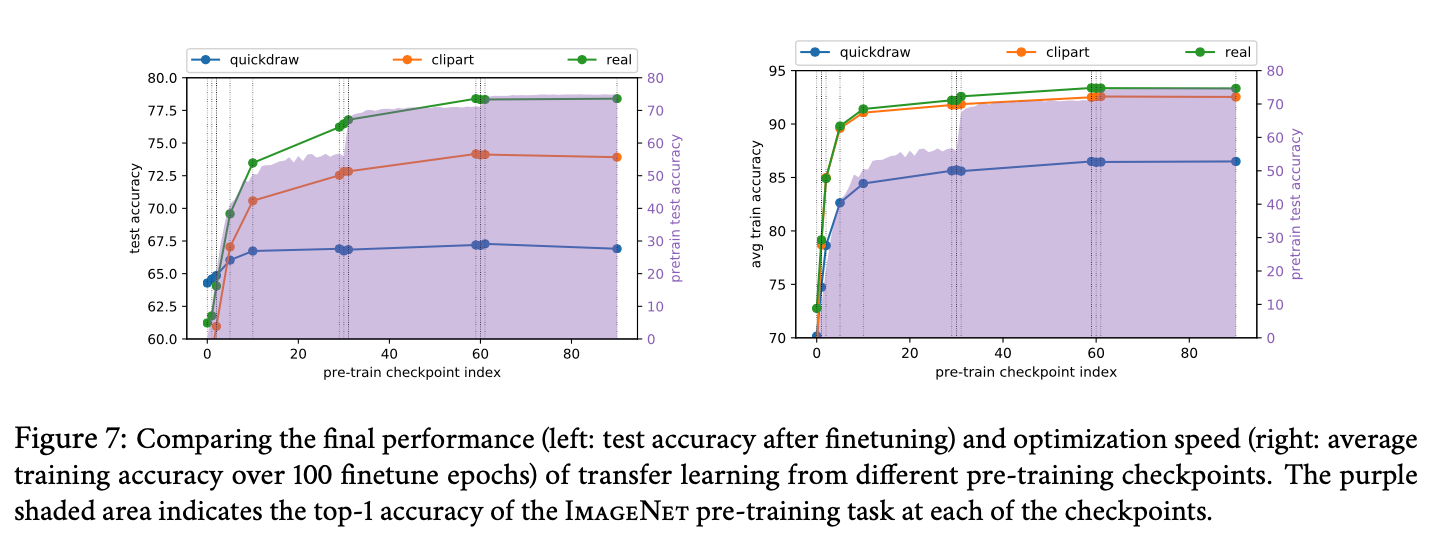 quickdraw clipart real
80.0
77.5
75.0
72.5
70.0
67.5
65.0
62.5
60.0
test accuracy
80
70
60
50
40
30
20
10
0
pretrain test accuracy
0 20 40 60 80
pre-train checkpoint index
quickdraw clipart real
95
90
85
80
75
70
avg train accuracy
80
70
60
50
40
30
20
10
0
pretrain test accuracy
0 20 40 60 80
pre-train checkpoint index
Figure 7: Comparing the final performance (left: test accuracy after finetuning) and optimization speed (right: average
training accuracy over 100 finetune epochs) of transfer learning from different pre-training checkpoints. The purple
shaded area indicates the top-1 accuracy of the IMAGENET pre-training task at each of the checkpoints.